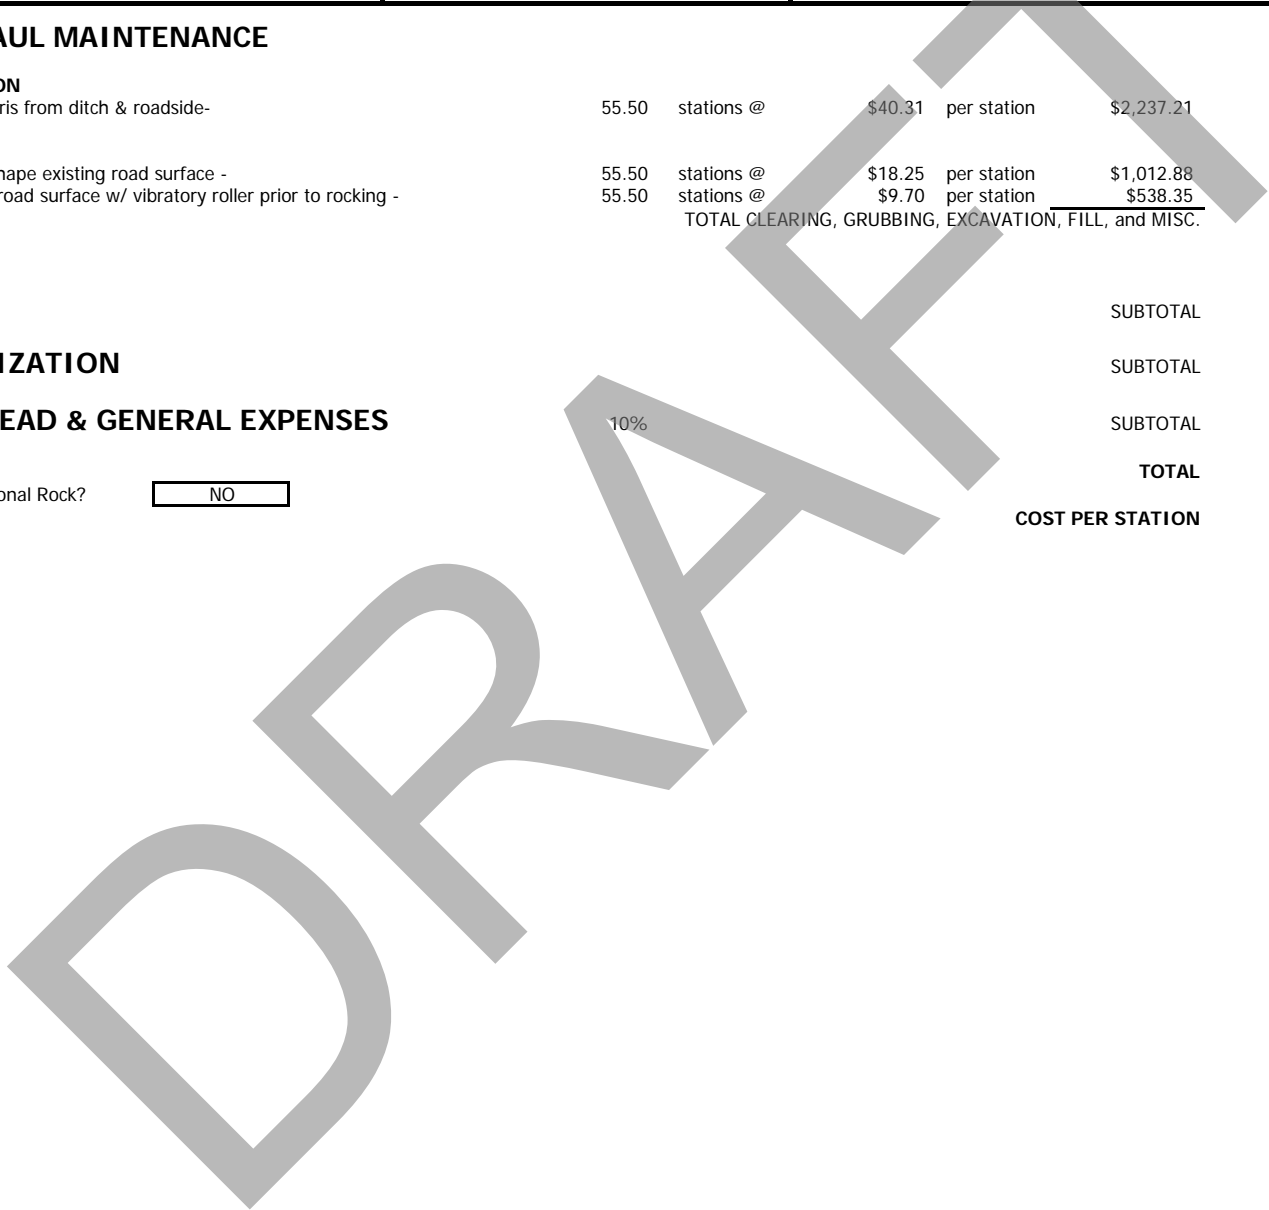 AUL MAINTENANCE
ON
ris from ditch & roadside- 55.50 stations @ $40.31 per station $2,237.21
hape existing road surface - 55.50 stations @ $18.25 per station $1,012.88
road surface w/ vibratory roller prior to rocking - 55.50 stations @ $9.70 per station $538.35
TOTAL CLEARING, GRUBBING, EXCAVATION, FILL, and MISC.
SUBTOTAL
IZATION SUBTOTAL
EAD & GENERAL EXPENSES 10% SUBTOTAL
TOTAL
onal Rock? NO
COST PER STATION
DRAFT